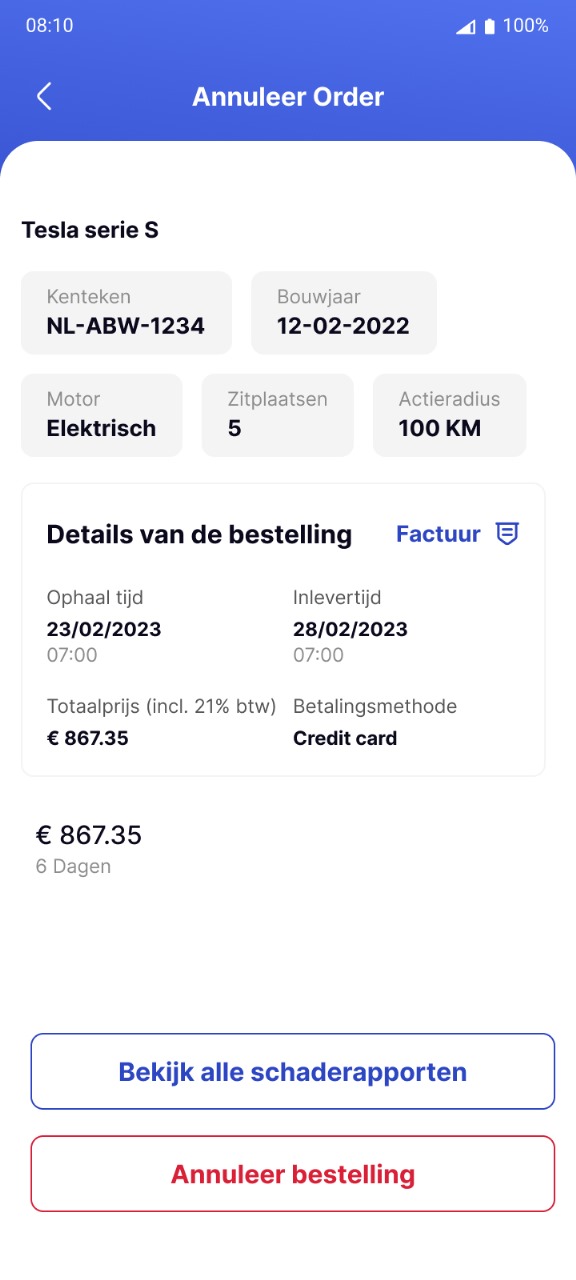 08:10 100%
Annuleer Order
Tesla serie S
Kenteken Bouwjaar
NL-ABW-1234 12-02-2022
Motor Zitplaatsen Actieradius
Elektrisch 5 100 KM
Details van de bestelling Factuur
Ophaal tijd Inlevertijd
23/02/2023 28/02/2023
07:00 07:00
Totaalprijs (incl. 21% btw) Betalingsmethode
€ 867.35 Credit card
€ 867.35
6 Dagen
Bekijk alle schaderapporten
Annuleer bestelling